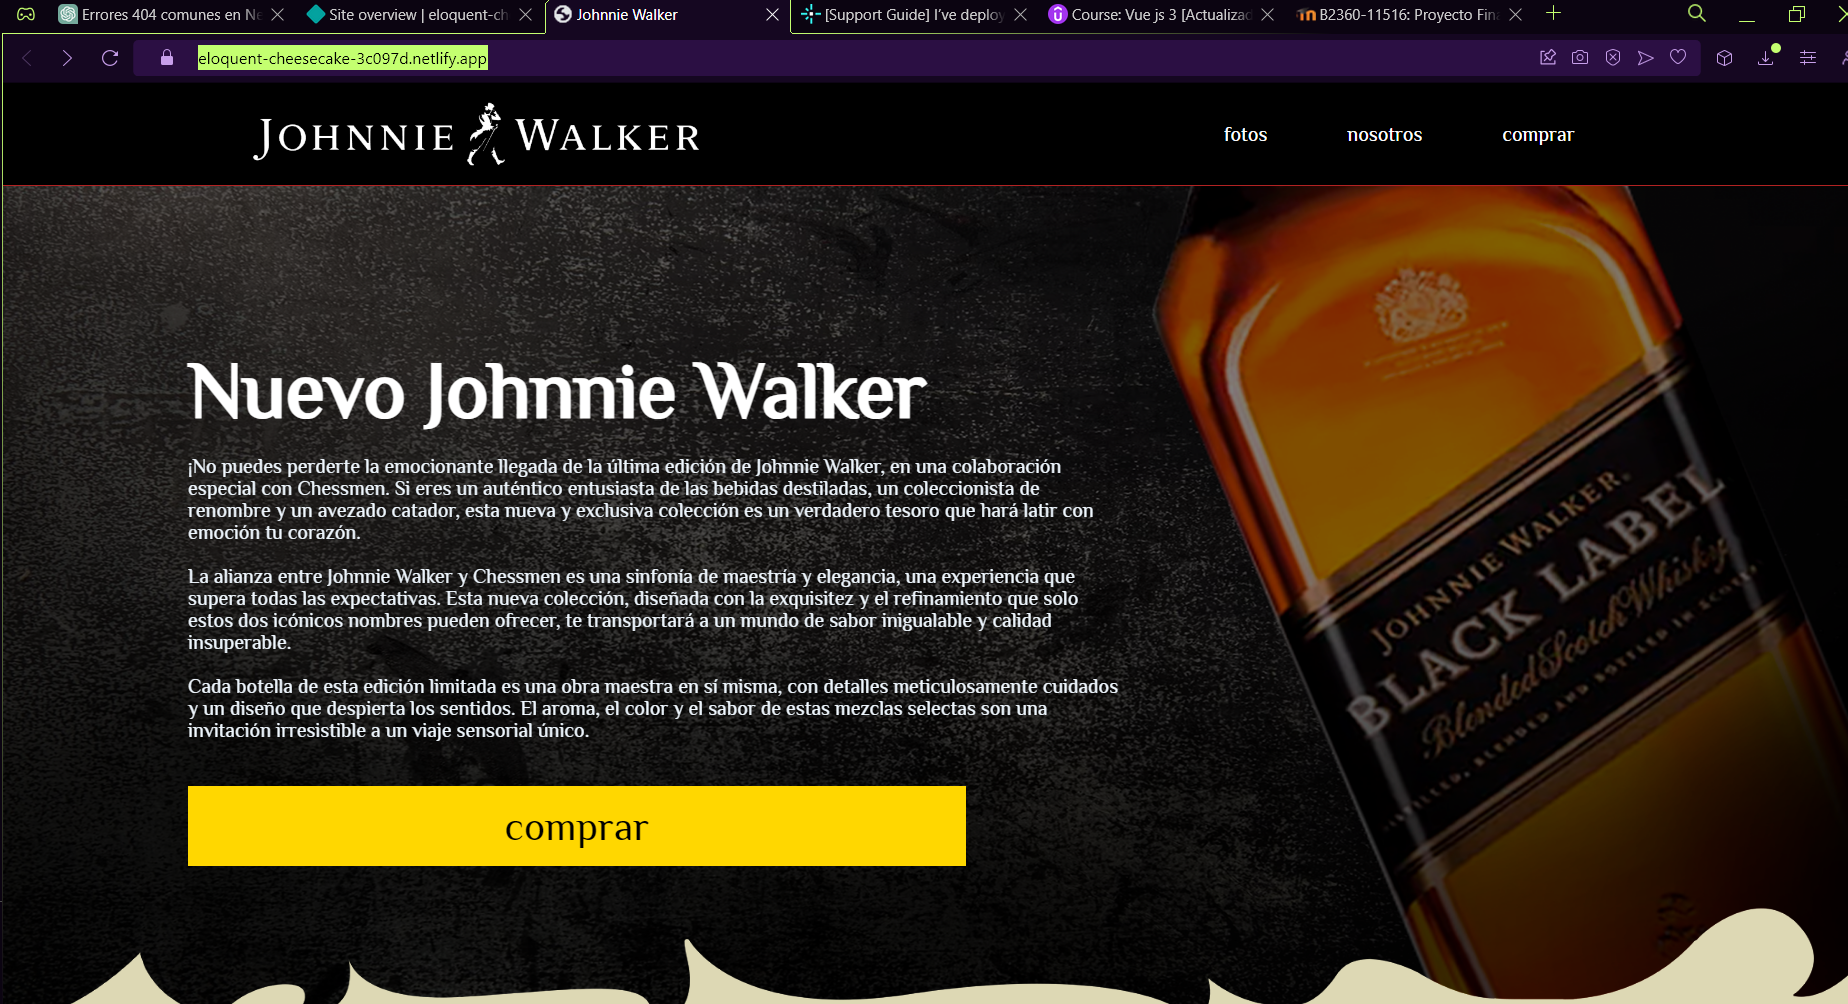 Errores 404 comunes en Ne
Site overview | eloquent-ch
Johnnie Walker
[Support Guide] I've deploy
Course: Vue js 3 [Actualizad
B2360-11516: Proyecto Fina
eloquent-cheesecake-3c097d.netlify.app
JOHNNIE WALKER
fotos
nosotros
comprar
Nuevo Johnnie Walker
¡No puedes perderte la emocionante llegada de la última edición de Johnnie Walker, en una colaboración
especial con Chessmen. Si eres un auténtico entusiasta de las bebidas destiladas, un coleccionista de
renombre y un avezado catador, esta nueva y exclusiva colección es un verdadero tesoro que hará latir con
emoción tu corazón.
La alianza entre Johnnie Walker y Chessmen es una sinfonía de maestría y elegancia, una experiencia que
supera todas las expectativas. Esta nueva colección, diseñada con la exquisitez y el refinamiento que solo
estos dos icónicos nombres pueden ofrecer, te transportará a un mundo de sabor inigualable y calidad
insuperable.
Cada botella de esta edición limitada es una obra maestra en sí misma, con detalles meticulosamente cuidados
y un diseño que despierta los sentidos. El aroma, el color y el sabor de estas mezclas selectas son una
invitación irresistible a un viaje sensorial único.
comprar
JOHNNIE WALKER.
BLACK LABEL
Blended Scotch Whisky
BLENDED AND BOTTLED IN